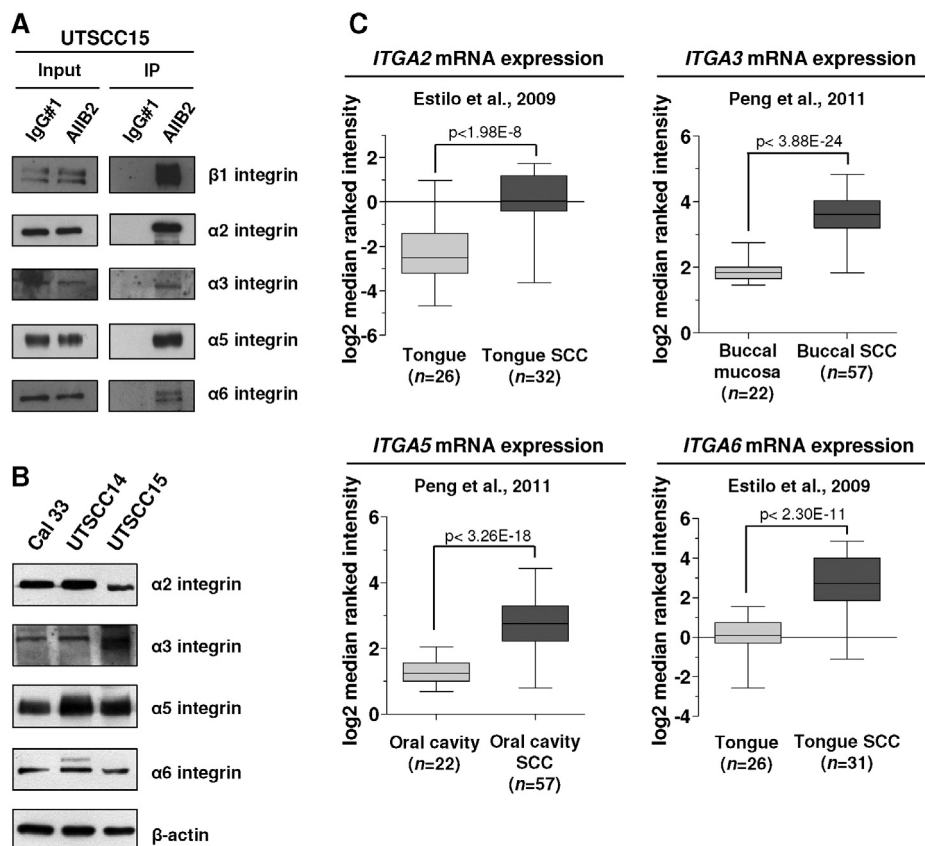 A
UTSCC15
Input IP
IgG#1 AIIB2 IgG#1 AIIB2
β1 integrin
α2 integrin
α3 integrin
α5 integrin
α6 integrin
B
Cal 33 UTSCC14 UTSCC15
α2 integrin
α3 integrin
α5 integrin
α6 integrin
β-actin
C
ITGA2 mRNA expression
Estilo et al., 2009
log2 median ranked intensity
p<1.98E-8
2
0
-2
-4
-6
Tongue Tongue SCC
(n=26) (n=32)
ITGA3 mRNA expression
Peng et al., 2011
log2 median ranked intensity
p< 3.88E-24
6
4
2
0
Buccal Buccal SCC
mucosa (n=57)
(n=22)
ITGA5 mRNA expression
Peng et al., 2011
log2 median ranked intensity
p< 3.26E-18
6
4
2
0
Oral cavity Oral cavity
(n=22) SCC
(n=57)
ITGA6 mRNA expression
Estilo et al., 2009
log2 median ranked intensity
p< 2.30E-11
6
4
2
0
-2
-4
Tongue Tongue SCC
(n=26) (n=31)